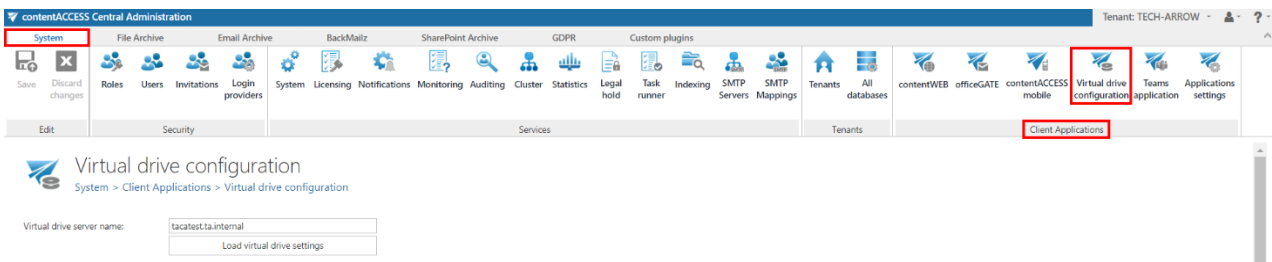 contentACCESS Central Administration
Tenant: TECH-ARROW
?
System File Archive Email Archive BackMailz SharePoint Archive GDPR Custom plugins
Save Discard changes Roles Users Invitations Login providers System Licensing Notifications Monitoring Auditing Cluster Statistics Legal hold Task runner Indexing SMTP Servers SMTP Mappings Tenants All databases contentWEB officeGATE contentACCESS mobile Virtual drive configuration Teams application Applications settings
Edit Security Services Tenants Client Applications
Virtual drive configuration
System > Client Applications > Virtual drive configuration
Virtual drive server name: tacatest.ta.internal
Load virtual drive settings